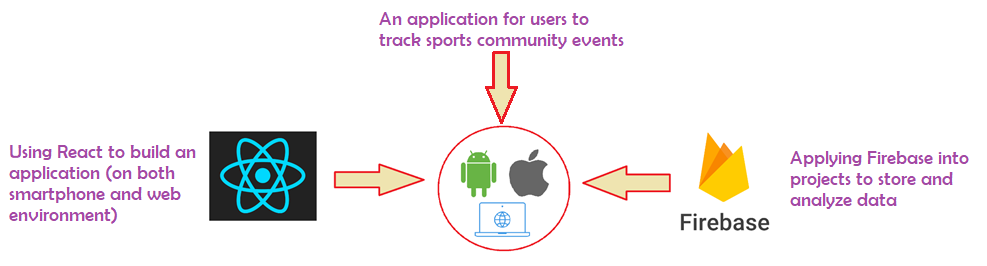 An application for users to
track sports community events
Using React to build an
application (on both
smartphone and web
environment)
Firebase
Applying Firebase into
projects to store and
analyze data